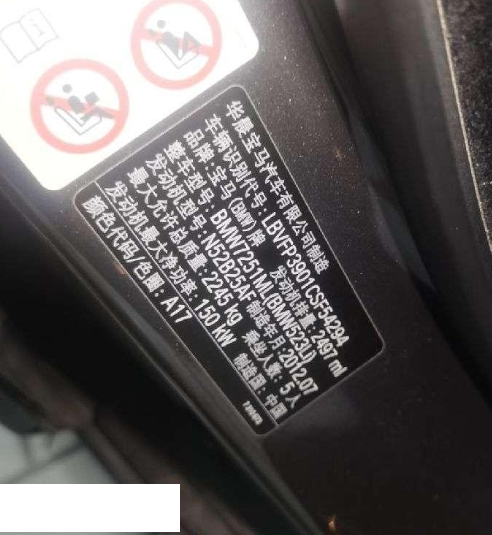 华晨宝马汽车有限公司制造
车辆识别代号：LBVFP3901CSF54294
品牌：宝马(BMW)牌 发动机排量：2497 ml
整车型号：BMW7251ML(BMW523Li)
发动机型号：N52B25AF 制造年月：2012.07
最大允许总质量：2245 kg 乘坐人数：5人
发动机最大净功率：150 kW 制造国：中国
颜色代码/色圈：A17